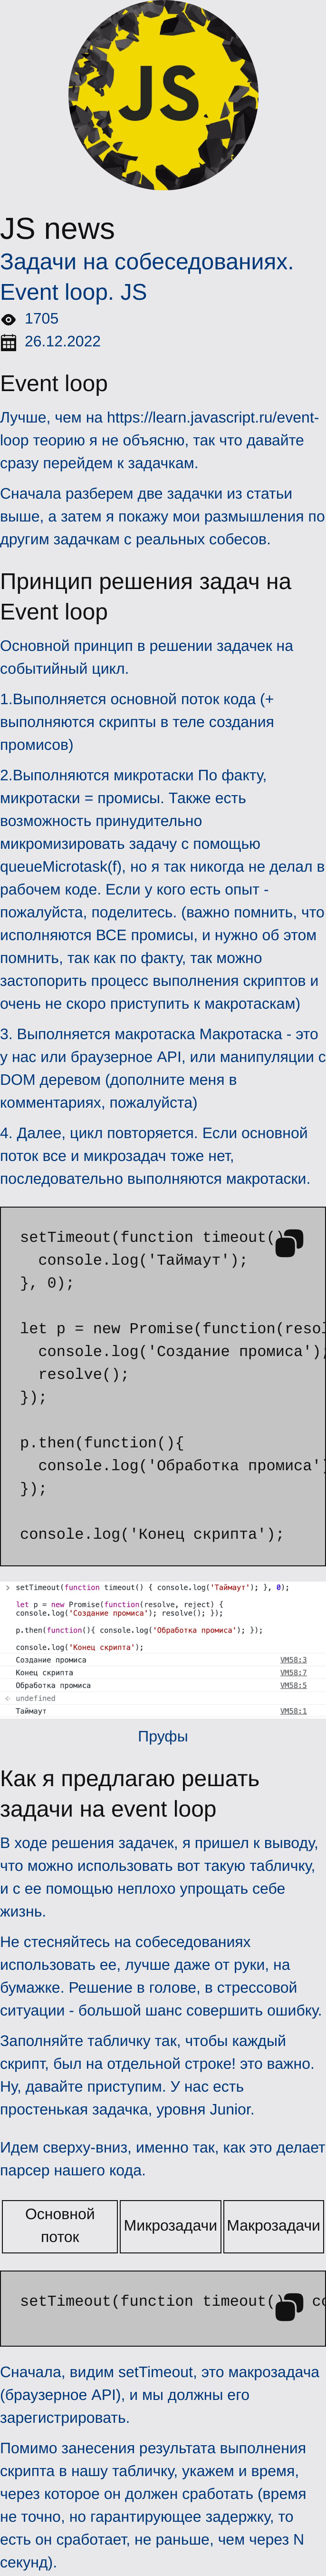 JS
JS news
Задачи на собеседованиях.
Event loop. JS
1705
26.12.2022
Event loop
Лучше, чем на https://learn.javascript.ru/event-
loop теорию я не объясню, так что давайте
сразу перейдем к задачкам.
Сначала разберем две задачки из статьи
выше, а затем я покажу мои размышления по
другим задачкам с реальных собесов.
Принцип решения задач на
Event loop
Основной принцип в решении задачек на
событийный цикл.
1.Выполняется основной поток кода (+
выполняются скрипты в теле создания
промисов)
2.Выполняются микротаски По факту,
микротаски = промисы. Также есть
возможность принудительно
микромизировать задачу с помощью
queueMicrotask(f), но я так никогда не делал в
рабочем коде. Если у кого есть опыт -
пожалуйста, поделитесь. (важно помнить, что
исполняются ВСЕ промисы, и нужно об этом
помнить, так как по факту, так можно
застопорить процесс выполнения скриптов и
очень не скоро приступить к макротаскам)
3. Выполняется макротаска Макротаска - это
у нас или браузерное API, или манипуляции с
DOM деревом (дополните меня в
комментариях, пожалуйста)
4. Далее, цикл повторяется. Если основной
поток все и микрозадач тоже нет,
последовательно выполняются макротаски.
setTimeout(function timeout()
console.log('Таймаут');
}, 0);
let p = new Promise(function(resol
console.log('Создание промиса');
resolve();
});
p.then(function(){
console.log('Обработка промиса')
});
console.log('Конец скрипта');
setTimeout(function timeout() { console.log('Таймаут'); }, 0);
let p = new Promise(function(resolve, reject) {
console.log('Создание промиса'); resolve(); });
p.then(function(){ console.log('Обработка промиса'); });
console.log('Конец скрипта');
Создание промиса VM58:3
Конец скрипта VM58:7
Обработка промиса VM58:5
undefined
Таймаут VM58:1
Пруфы
Как я предлагаю решать
задачи на event loop
В ходе решения задачек, я пришел к выводу,
что можно использовать вот такую табличку,
и с ее помощью неплохо упрощать себе
жизнь.
Не стесняйтесь на собеседованиях
использовать ее, лучше даже от руки, на
бумажке. Решение в голове, в стрессовой
ситуации - большой шанс совершить ошибку.
Заполняйте табличку так, чтобы каждый
скрипт, был на отдельной строке! это важно.
Ну, давайте приступим. У нас есть
простенькая задачка, уровня Junior.
Идем сверху-вниз, именно так, как это делает
парсер нашего кода.
Основной
поток
Микрозадачи
Макрозадачи
setTimeout(function timeout() co
Сначала, видим setTimeout, это макрозадача
(браузерное API), и мы должны его
зарегистрировать.
Помимо занесения результата выполнения
скрипта в нашу табличку, укажем и время,
через которое он должен сработать (время
не точно, но гарантирующее задержку, то
есть он сработает, не раньше, чем через N
секунд).